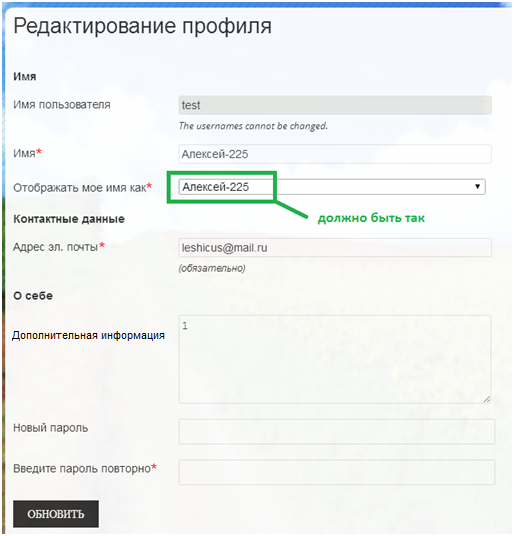 Редактирование профиля
Имя
Имя пользователя
test
The usernames cannot be changed.
Имя*
Алексей-225
Отображать мое имя как*
Алексей-225
должно быть так
Контактные данные
Адрес эл. почты*
leshicus@mail.ru
(обязательно)
О себе
Дополнительная информация
1
Новый пароль
Введите пароль повторно*
ОБНОВИТЬ